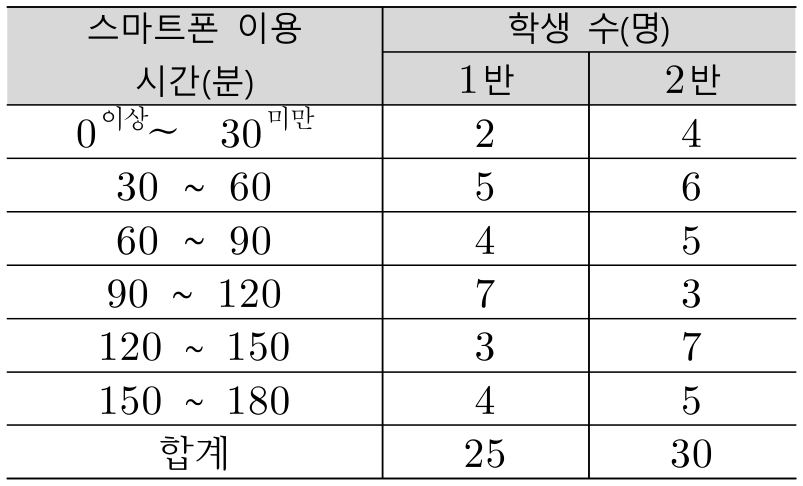 스마트폰 이용 시간(분) 학생 수(명)
1반 2반
0이상~ 30미만 2 4
30 ~ 60 5 6
60 ~ 90 4 5
90 ~ 120 7 3
120 ~ 150 3 7
150 ~ 180 4 5
합계 25 30